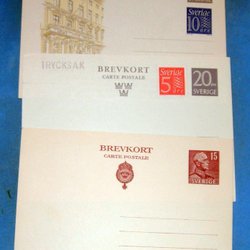 Sverige
10
öre
TRYCKSAK
BREVKORT
CARTE POSTALE
Sverige
5
öre
20
SVERIGE
BREVKORT
CARTE POSTALE
15
SVERIGE